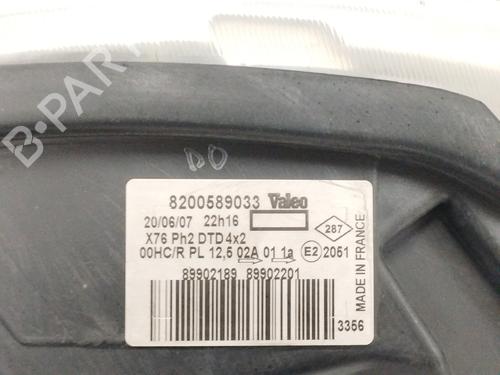 B-PARTS
DO
8200589033 Valeo
20/06/07 22h16
X76 Ph2 DTD 4x2
287
00HC/R PL 12,5 02A 01 1a E2 2051
89902189 89902201
3356
MADE IN FRANCE